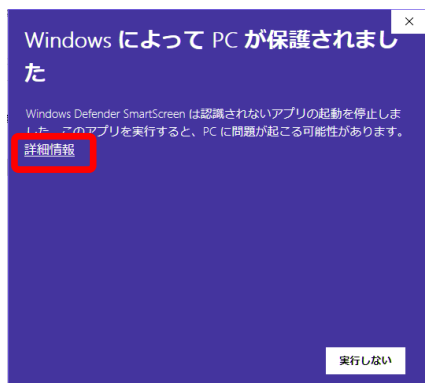 Windows によって PC が保護されまし
た
Windows Defender SmartScreen は認識されないアプリの起動を停止しま
した。このアプリを実行すると、PC に問題が起こる可能性があります。
詳細情報
実行しない